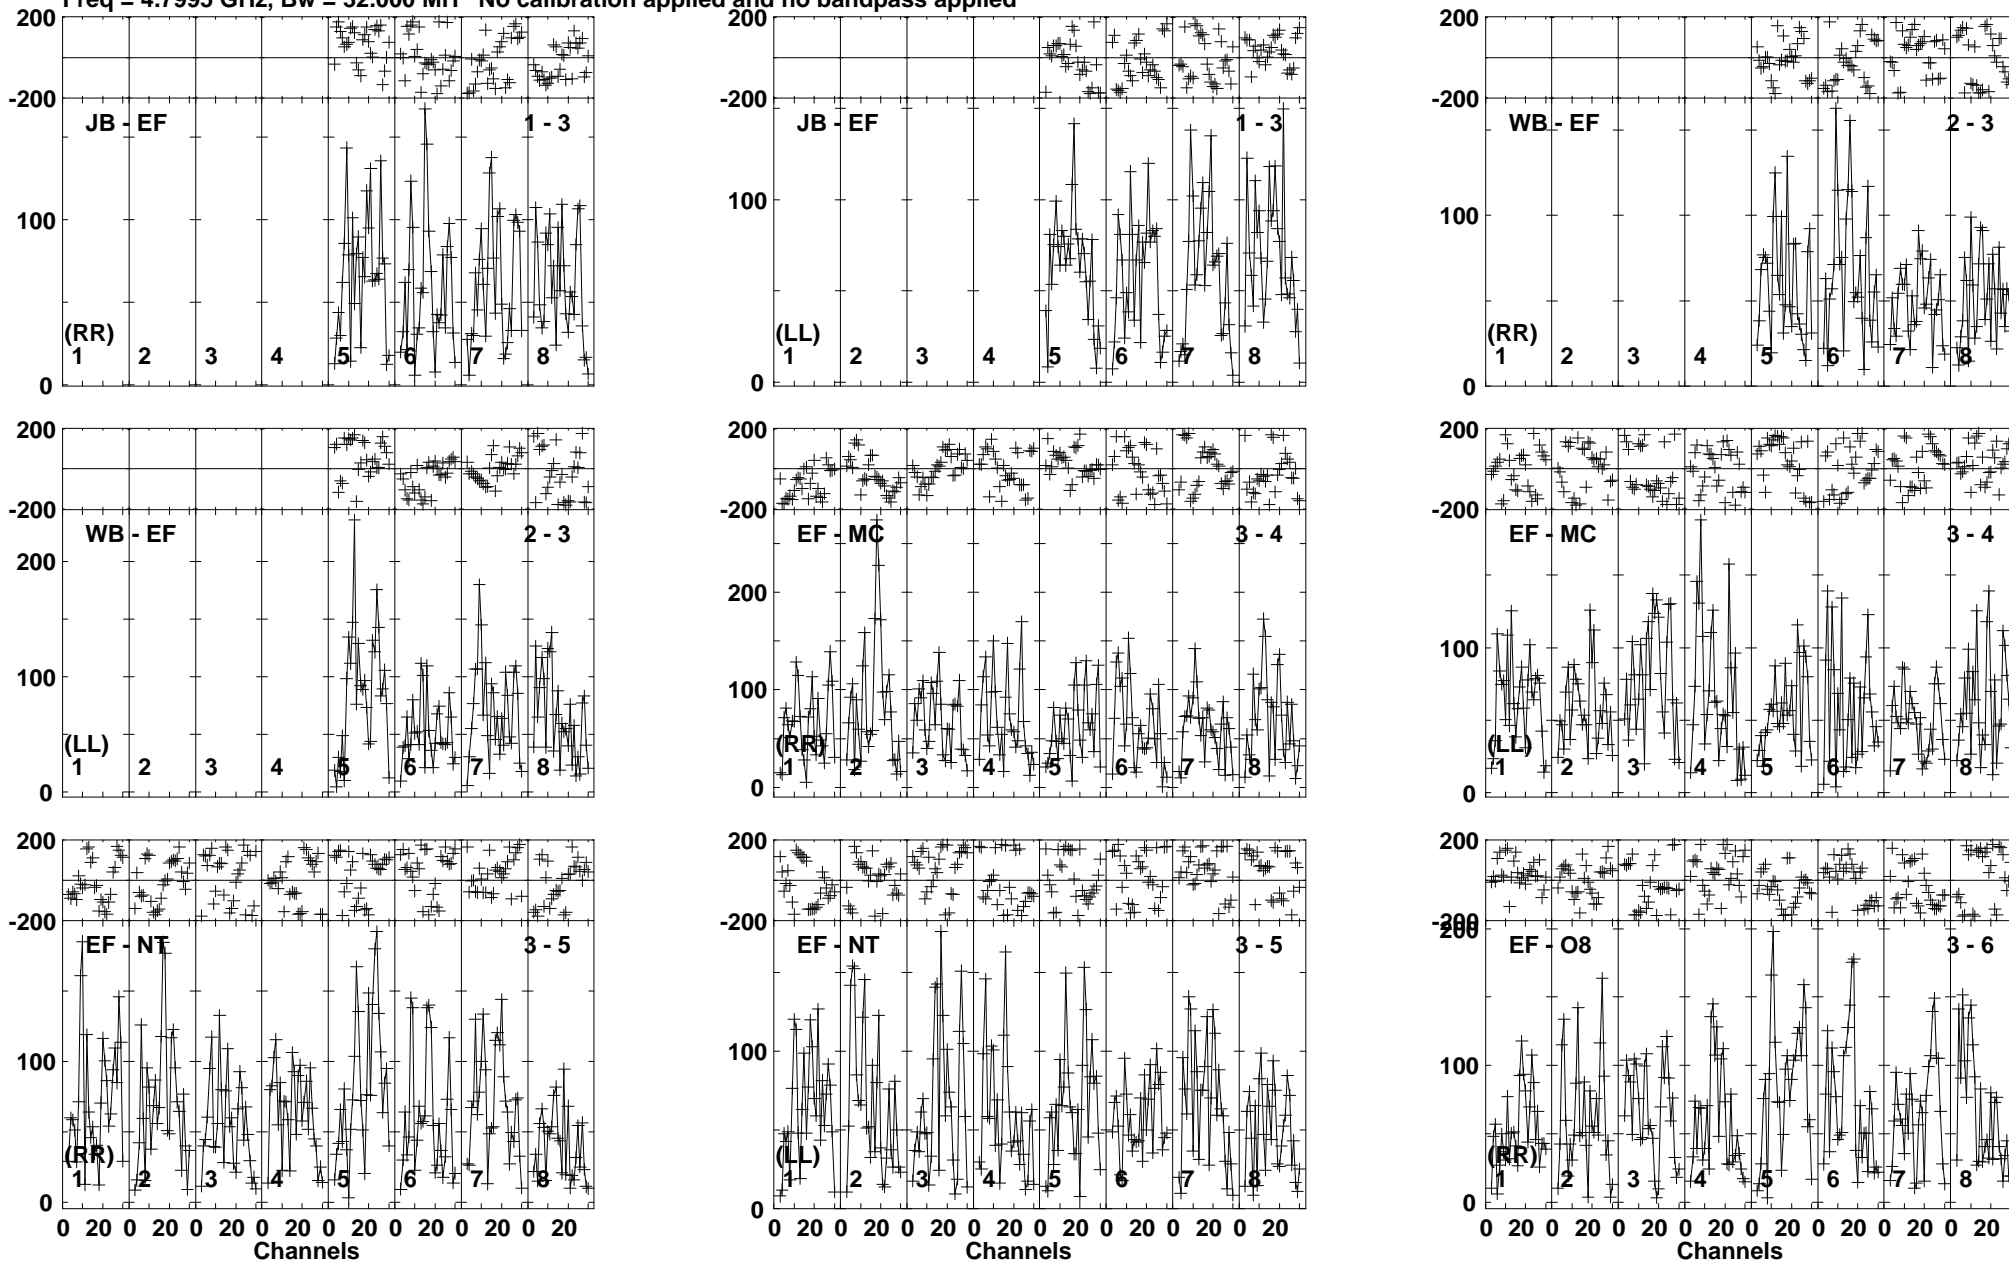 Freq = 4.7995 GHz, Bw = 32.000 MH No calibration applied and no bandpass applied
200 200 200
-200 -200 -200
JB - EF 1 - 3 JB - EF 1 - 3 WB - EF 2 - 3
100 100 100
(RR) (LL) (RR)
1 2 3 4 5 6 7 8 1 2 3 4 5 6 7 8 1 2 3 4 5 6 7 8
0 0 0
200 200 200
-200 -200 -200
WB - EF 2 - 3 EF - MC 3 - 4 EF - MC 3 - 4
200 200
100 100 100
(LL) (RR) (LL)
1 2 3 4 5 6 7 8 1 2 3 4 5 6 7 8 1 2 3 4 5 6 7 8
0 0 0
200 200 200
-200 -200 -200
200
EF - NT 3 - 5 EF - NT 3 - 5 EF - O8 3 - 6
100 100 100
(RR) (LL) (RR)
1 2 3 4 5 6 7 8 1 2 3 4 5 6 7 8 1 2 3 4 5 6 7 8
0 0 0
0 20 0 20 0 20 0 20 0 20 0 20 0 20 0 20 0 20 0 20 0 20 0 20 0 20 0 20 0 20 0 20 0 20 0 20 0 20 0 20 0 20 0 20 0 20 0 20
Channels Channels Channels